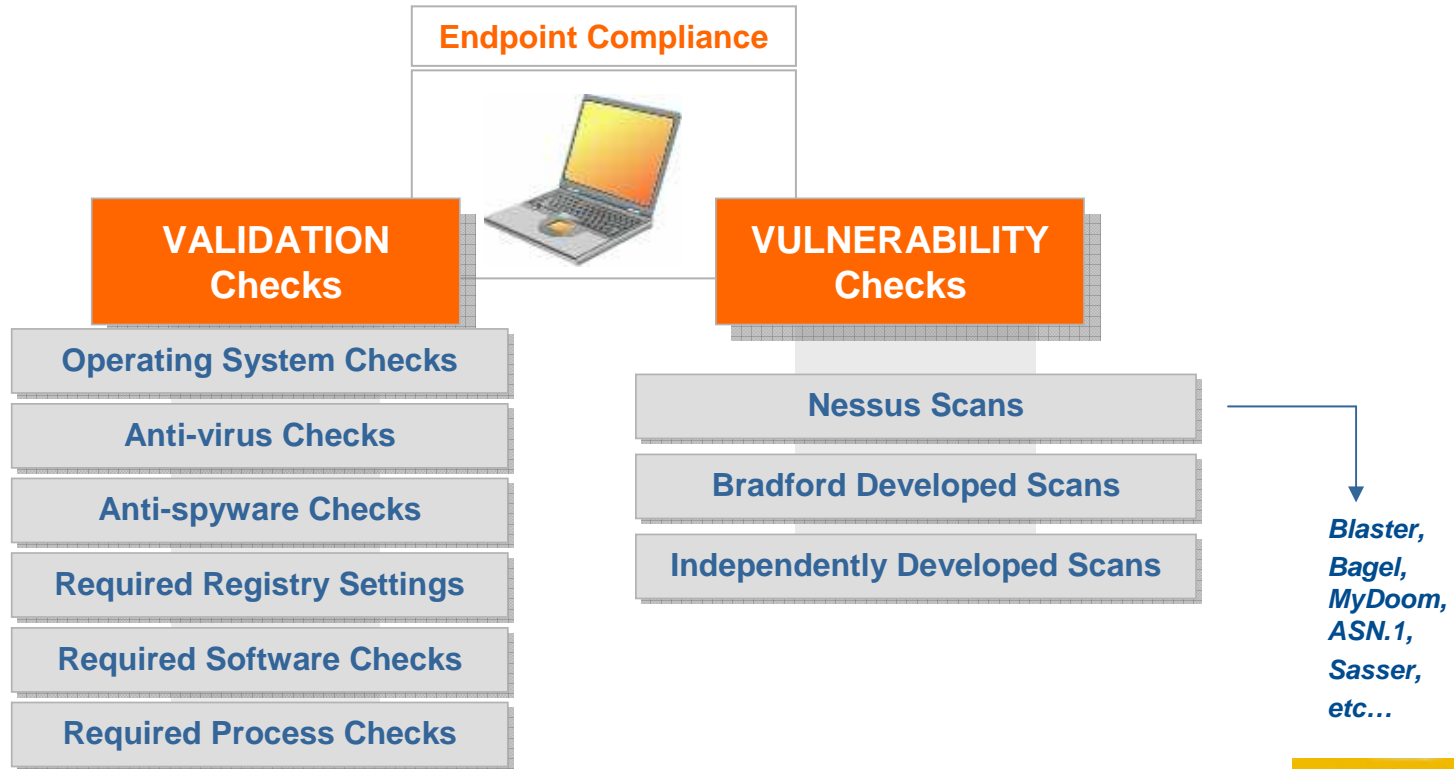 Endpoint Compliance
VALIDATION
Checks
Operating System Checks
Anti-virus Checks
Anti-spyware Checks
Required Registry Settings
Required Software Checks
Required Process Checks
VULNERABILITY
Checks
Nessus Scans
Bradford Developed Scans
Independently Developed Scans
Blaster,
Bagel,
MyDoom,
ASN.1,
Sasser,
etc…